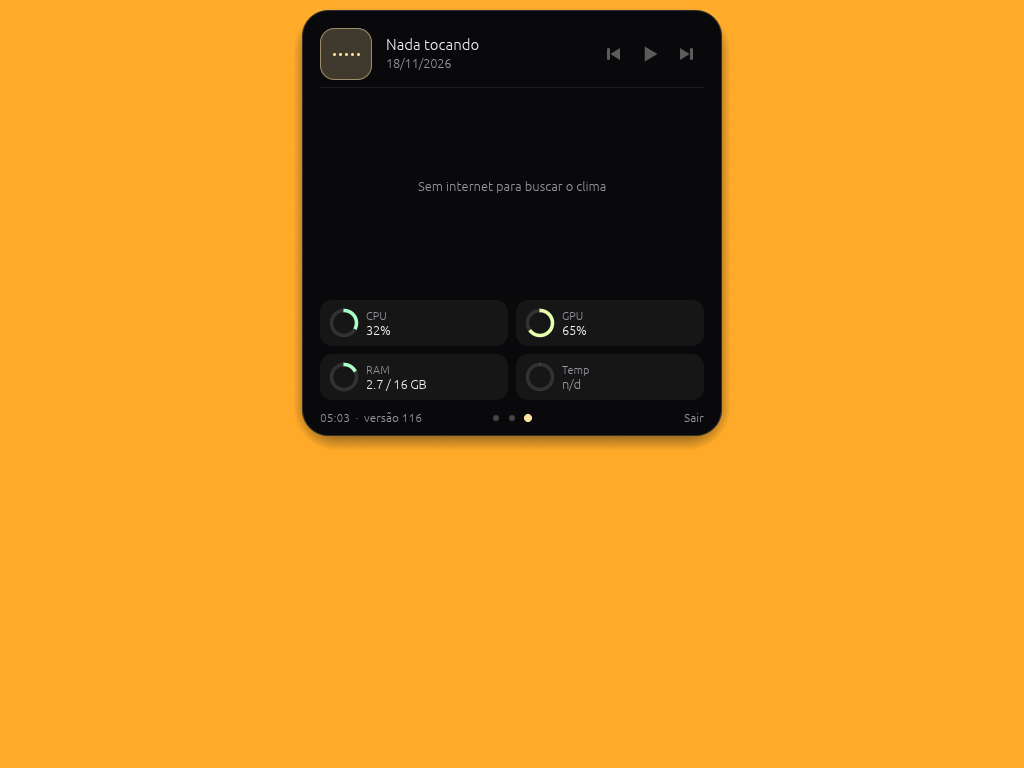 Nada tocando
18/11/2026
Sem internet para buscar o clima
CPU
32%
GPU
65%
RAM
2.7 / 16 GB
Temp
n/d
05:03 · versão 116
Sair